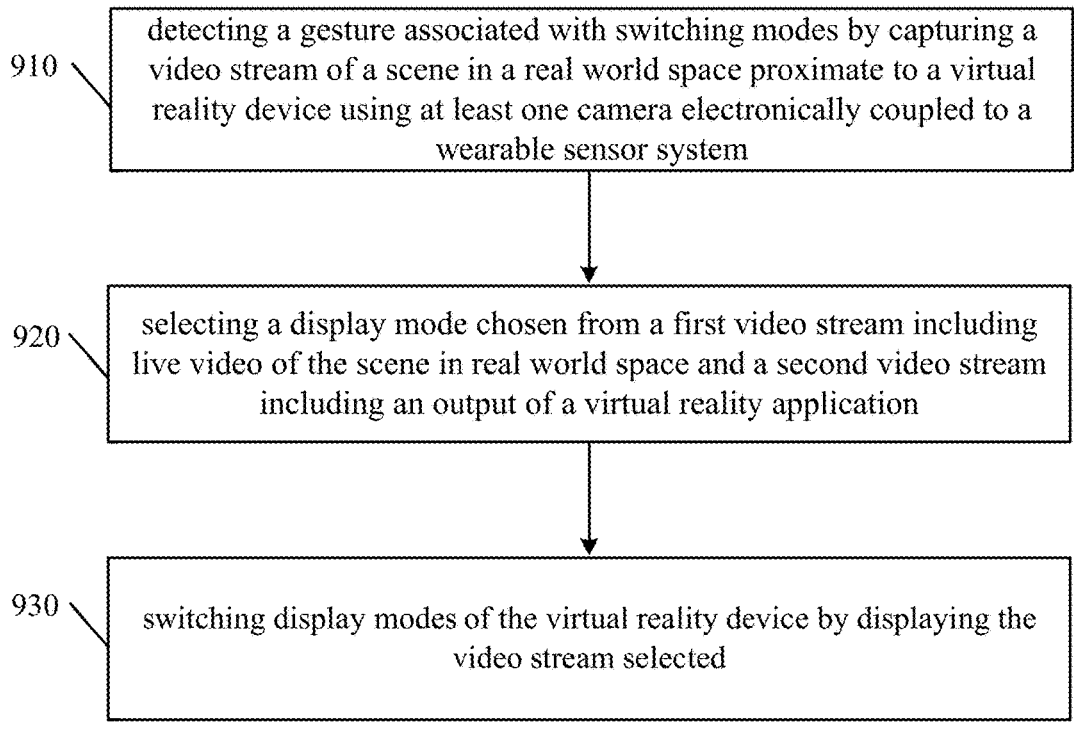 910
detecting a gesture associated with switching modes by capturing a
video stream of a scene in a real world space proximate to a virtual
reality device using at least one camera electronically coupled to a
wearable sensor system
920
selecting a display mode chosen from a first video stream including
live video of the scene in real world space and a second video stream
including an output of a virtual reality application
930
switching display modes of the virtual reality device by displaying the
video stream selected